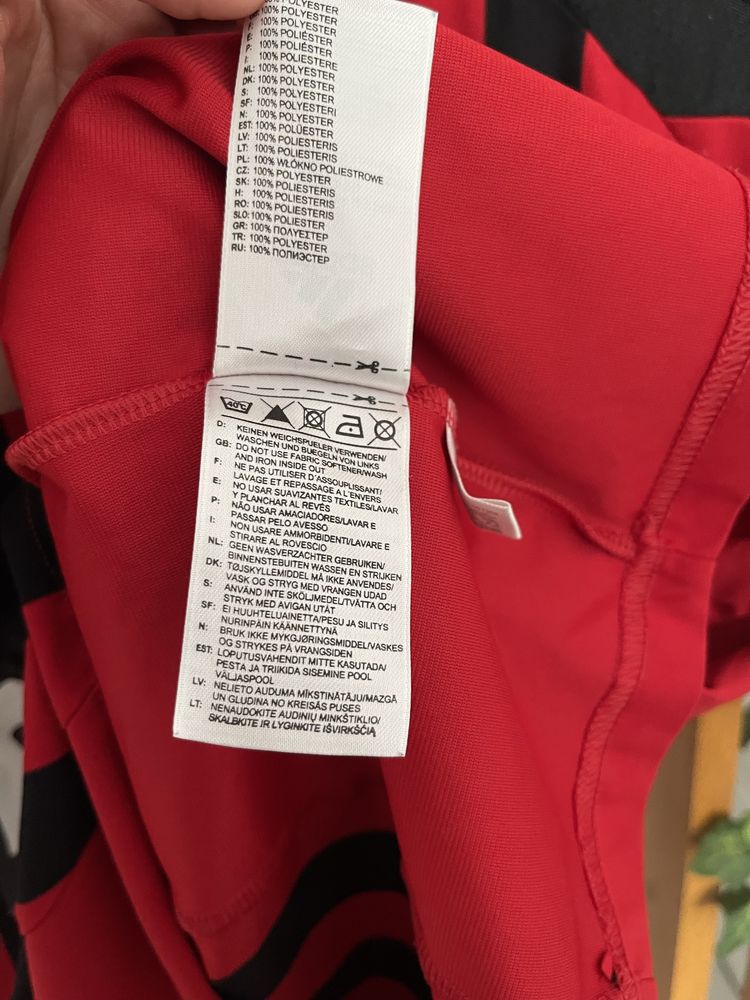 100% POLYESTER
100% POLYESTER
100% POLYESTER
E: 100% POLIÉSTER
P: 100% POLIÉSTER
I: 100% POLIESTERE
NL: 100% POLYESTER
DK: 100% POLYESTER
S: 100% POLYESTER
SF: 100% POLYESTERI
N: 100% POLYESTER
EST: 100% POLÜESTER
LV: 100% POLIESTERIS
LT: 100% POLIESTERIS
PL: 100% WŁÓKNO POLIESTROWE
CZ: 100% POLYESTER
SK: 100% POLIESTERIS
H: 100% POLIESTERIS
RO: 100% POLIESTERIS
SLO: 100% POLIESTER
GR: 100% ΠΟΛΥΕΣΤΕΡ
TR: 100% POLYESTER
RU: 100% ПОЛИЭСТЕР
40°C
D: KEINEN WEICHSPUELER VERWENDEN/
WASCHEN UND BUEGELN VON LINKS
GB: DO NOT USE FABRIC SOFTENER/WASH
AND IRON INSIDE OUT
F: NE PAS UTILISER D'ASSOUPLISSANT/
LAVAGE ET REPASSAGE A L'ENVERS
E: NO USAR SUAVIZANTES TEXTILES/LAVAR
Y PLANCHAR AL REVÉS
P: NÃO USAR AMACIADORES/LAVAR E
PASSAR PELO AVESSO
I: NON USARE AMMORBIDENTI/LAVARE E
STIRARE AL ROVESCIO
NL: GEEN WASVERZACHTER GEBRUIKEN/
BINNENSTEBUITEN WASSEN EN STRIJKEN
DK: TØJSKYLLEMIDDEL MÅ IKKE ANVENDES/
VASK OG STRYG MED VRANGEN UDAD
S: ANVÄND INTE SKÖLJMEDEL/TVÄTTA OCH
STRYK MED AVIGAN UTÅT
SF: EI HUUHTELUAINETTA/PESU JA SILITYS
NURINPÄIN KÄÄNNETTYNÄ
N: BRUK IKKE MYKGJØRINGSMIDDEL/VASKES
OG STRYKES PÅ VRANGSIDEN
EST: LOPUTUSVAHENDIT MITTE KASUTADA/
PESTA JA TRIIKIDA SISEMINE POOL
VÄLJASPOOL
LV: NELIETO AUDUMA MĪKSTINĀTĀJU/MAZGĀ
UN GLUDINA NO KREISĀS PUSES
LT: NENAUDOKITE AUDINIŲ MINKŠTIKLIO/
SKALBKITE IR LYGINKITE IŠVIRKŠČIĄ